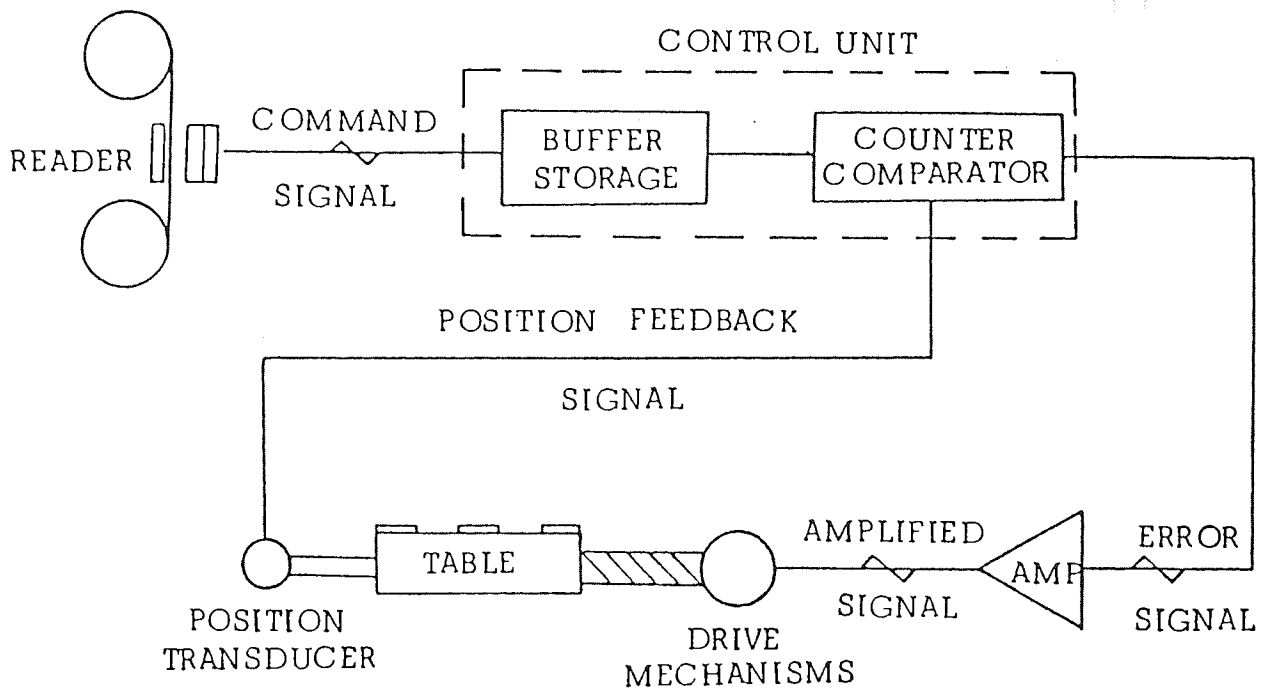 CONTROL UNIT
COMMAND
SIGNAL
READER
BUFFER
STORAGE
COUNTER
COMPARATOR
POSITION FEEDBACK
SIGNAL
AMPLIFIED
SIGNAL
ERROR
SIGNAL
AMP
TABLE
POSITION
TRANSDUCER
DRIVE
MECHANISMS